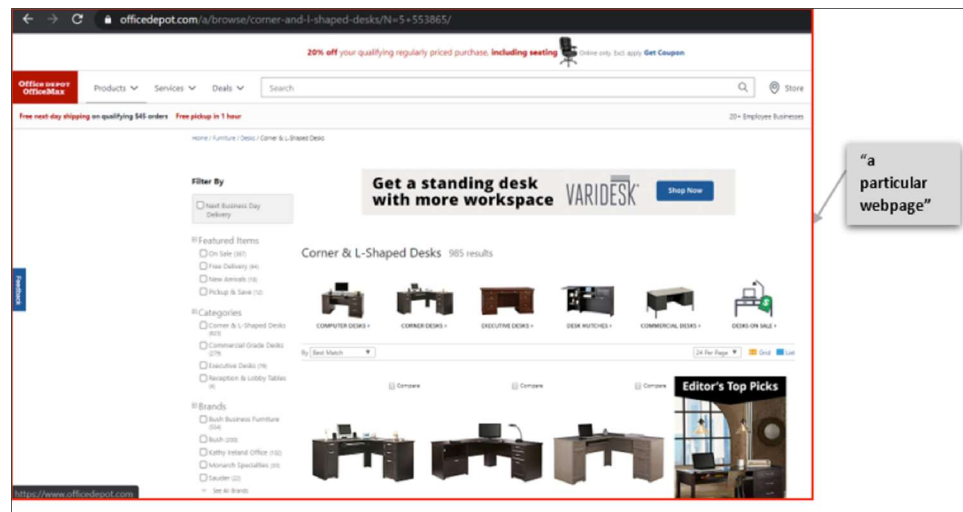 officedepot.com/a/browse/corner-and-l-shaped-desks/N=5+553865/
20% off your qualifying regularly priced purchase, including seating Online only. Excl. apply. Get Coupon
Office DEPOT
OfficeMax
Products Services Deals Search Store
Free next day shipping on qualifying $45 orders Free pickup in 1 hour 20+ Employee Businesses
Home / Furniture / Desks / Corner & L-Shaped Desks
Filter By
Next Business Day
Delivery
Get a standing desk
with more workspace
VARIDESK
Shop Now
Featured Items
On Sale (387)
Free Delivery
New Arrivals
Pickup & Save (12)
Corner & L-Shaped Desks 985 results
COMPUTER DESKS › CORNER DESKS › EXECUTIVE DESKS › DESK HUTCHES › COMMERCIAL DESKS › DESKS ON SALE ›
Feedback
Categories
Corner & L-Shaped Desks
Commercial Grade Desks
(279)
Executive Desks
Reception & Lobby Tables
By Best Match 24 Per Page Grid List
Compare Compare Compare
Editor's Top Picks
Brands
Bush Business Furniture
(554)
Bush (200)
Kathy Ireland Office (132)
Monarch Specialties
Sauder (22)
See All Brands
https://www.officedepot.com
“a
particular
webpage”